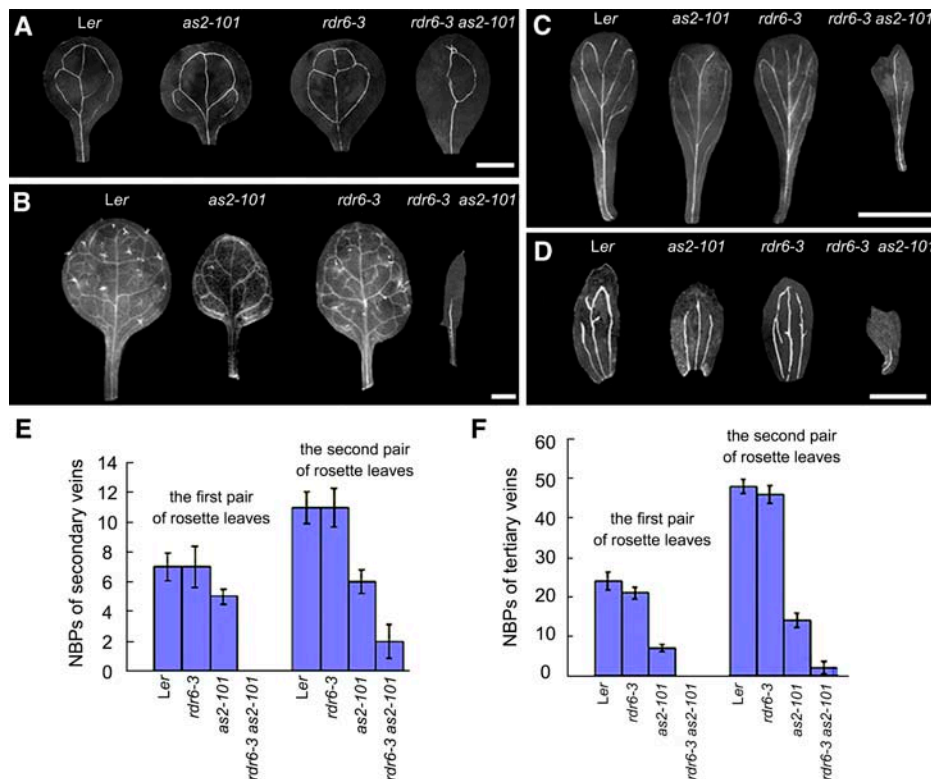 A
Ler as2-101 rdr6-3 rdr6-3 as2-101
B
Ler as2-101 rdr6-3 rdr6-3 as2-101
C
Ler as2-101 rdr6-3 rdr6-3 as2-101
D
Ler as2-101 rdr6-3 rdr6-3 as2-101
E
NBPs of secondary veins
14
12
10
8
6
4
2
0
the first pair
of rosette leaves
the second pair
of rosette leaves
Ler
rdr6-3
as2-101
rdr6-3 as2-101
Ler
rdr6-3
as2-101
rdr6-3 as2-101
F
NBPs of tertiary veins
60
50
40
30
20
10
0
the first pair
of rosette leaves
the second pair
of rosette leaves
Ler
rdr6-3
as2-101
rdr6-3 as2-101
Ler
rdr6-3
as2-101
rdr6-3 as2-101